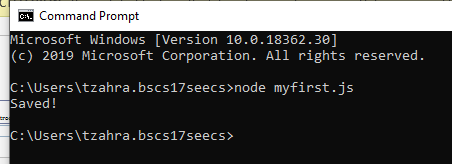 Command Prompt
Microsoft Windows [Version 10.0.18362.30]
(c) 2019 Microsoft Corporation. All rights reserved.
C:\Users\tzahra.bscs17seecs>node myfirst.js
Saved!
C:\Users\tzahra.bscs17seecs>